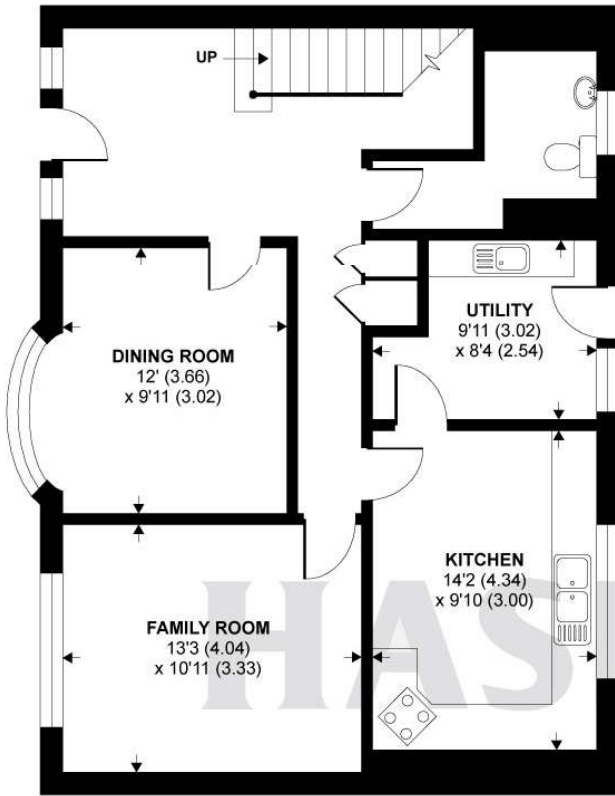 UP
UTILITY
9'11 (3.02)
x 8'4 (2.54)
DINING ROOM
12' (3.66)
x 9'11 (3.02)
KITCHEN
14'2 (4.34)
x 9'10 (3.00)
FAMILY ROOM
13'3 (4.04)
x 10'11 (3.33)
HAS